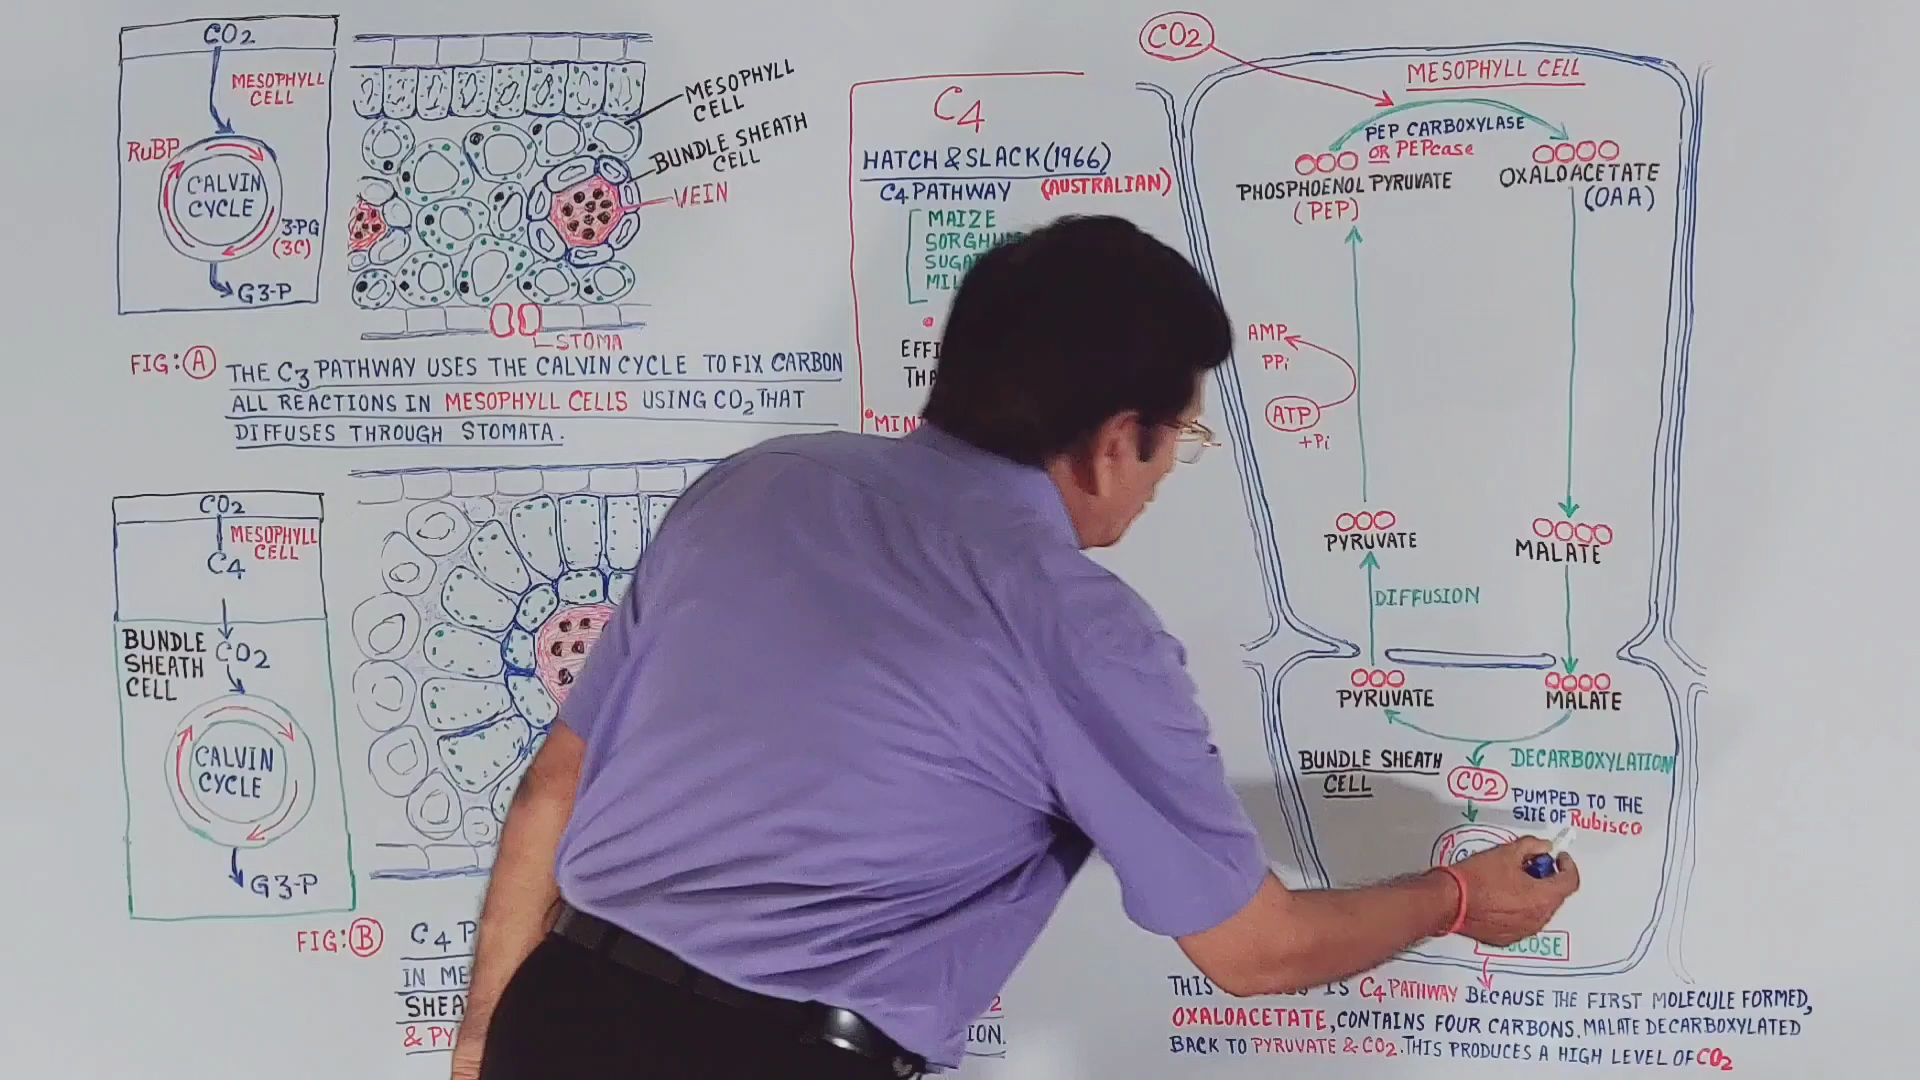 CO2
MESOPHYLL
CELL
RuBP
CALVIN
CYCLE
3-PG
(3C)
G3-P
MESOPHYLL
CELL
BUNDLE SHEATH
CELL
VEIN
STOMA
FIG: A
THE C3 PATHWAY USES THE CALVIN CYCLE TO FIX CARBON
ALL REACTIONS IN MESOPHYLL CELLS USING CO2 THAT
DIFFUSES THROUGH STOMATA.
CO2
MESOPHYLL
CELL
C4
BUNDLE
SHEATH
CELL
CO2
CALVIN
CYCLE
G3-P
FIG: B
C4
IN
&
2
C4
HATCH & SLACK (1966)
C4 PATHWAY (AUSTRALIAN)
MAIZE
CO2
MESOPHYLL CELL
PEP CARBOXYLASE
OR PEPcase
PHOSPHOENOL PYRUVATE
(PEP)
OXALOACETATE
(OAA)
AMP
PPi
ATP
+Pi
PYRUVATE
MALATE
DIFFUSION
PYRUVATE
MALATE
BUNDLE SHEATH
CELL
DECARBOXYLATION
CO2
PUMPED TO THE
SITE OF Rubisco
THIS IS C4 PATHWAY BECAUSE THE FIRST MOLECULE FORMED,
OXALOACETATE, CONTAINS FOUR CARBONS. MALATE DECARBOXYLATED
BACK TO PYRUVATE & CO2. THIS PRODUCES A HIGH LEVEL OF CO2